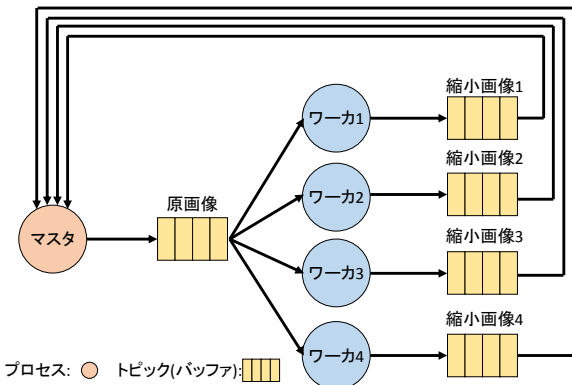 縮小画像1
ワーカ1
縮小画像2
ワーカ2
原画像
マスタ
縮小画像3
ワーカ3
縮小画像4
ワーカ4
プロセス: トピック(バッファ):